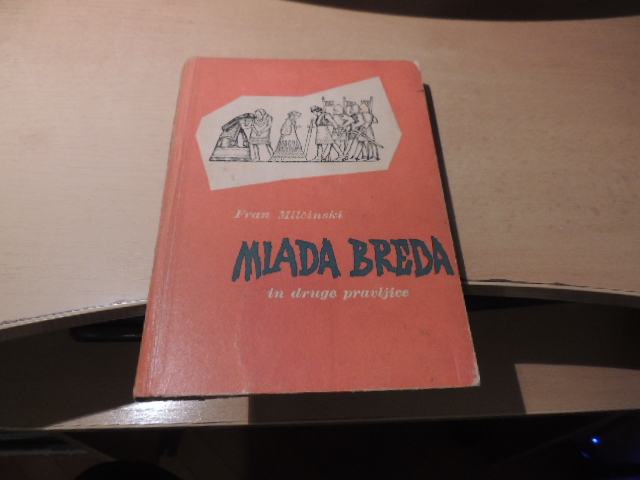 Fran Milčinski
MLADA BREDA
in druge pravljice